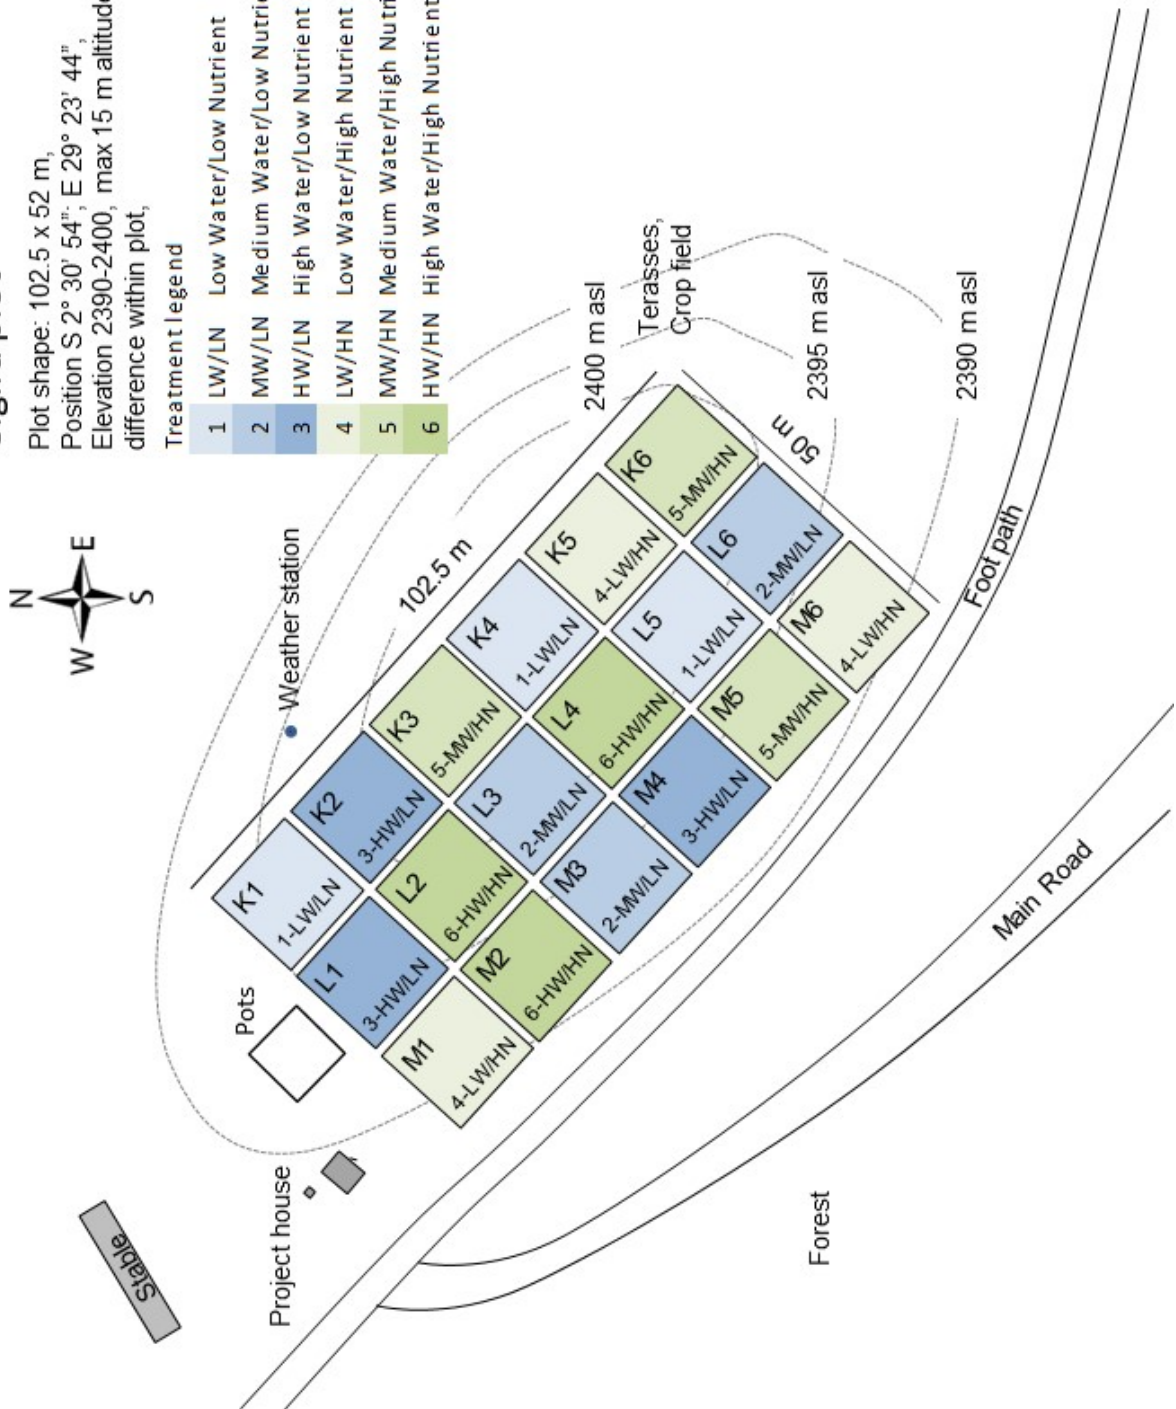 Plot shape: 102.5 x 52 m,
Position S 2° 30' 54"; E 29° 23' 44",
Elevation 2390-2400, max 15 m altitude
difference within plot,
Treatment legend
1 LW/LN Low Water/Low Nutrient
2 MW/LN Medium Water/Low Nutri
3 HW/LN High Water/Low Nutrient
4 LW/HN Low Water/High Nutrient
5 MW/HN Medium Water/High Nutri
6 HW/HN High Water/High Nutrient
N
W E
S
Weather station
102.5 m
50 m
2400 m asl
Terasses,
Crop field
2395 m asl
2390 m asl
Stable
Project house
Pots
K1
1-LW/LN
K2
3-HW/LN
K3
5-MW/HN
K4
1-LW/LN
K5
4-LW/HN
K6
5-MW/HN
L1
3-HW/LN
L2
6-HW/HN
L3
2-MW/LN
L4
6-HW/HN
L5
1-LW/LN
L6
2-MW/LN
M1
4-LW/HN
M2
6-HW/HN
M3
2-MW/LN
M4
3-HW/LN
M5
5-MW/HN
M6
4-LW/HN
Foot path
Main Road
Forest